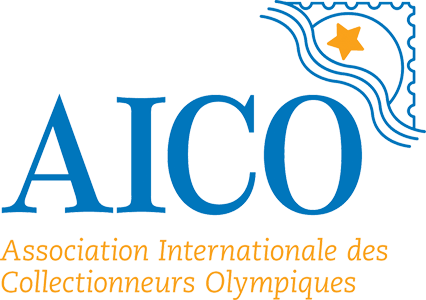 AICO
Association Internationale des
Collectionneurs Olympiques